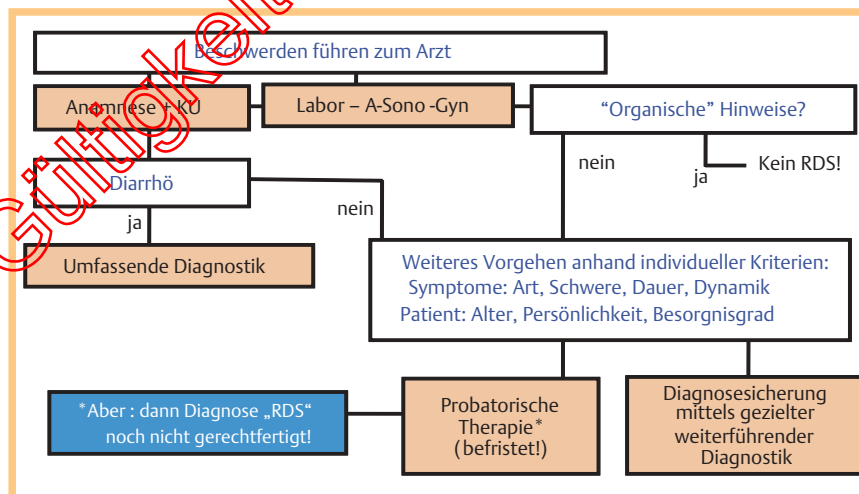 Beschwerden führen zum Arzt
Anamnese + KU
Labor – A-Sono -Gyn
“Organische” Hinweise?
nein
ja
Kein RDS!
Diarrhö
nein
ja
Umfassende Diagnostik
Weiteres Vorgehen anhand individueller Kriterien:
Symptome: Art, Schwere, Dauer, Dynamik
Patient: Alter, Persönlichkeit, Besorgnisgrad
*Aber : dann Diagnose „RDS“
noch nicht gerechtfertigt!
Probatorische
Therapie*
(befristet!)
Diagnosesicherung
mittels gezielter
weiterführender
Diagnostik
Gültigkeit